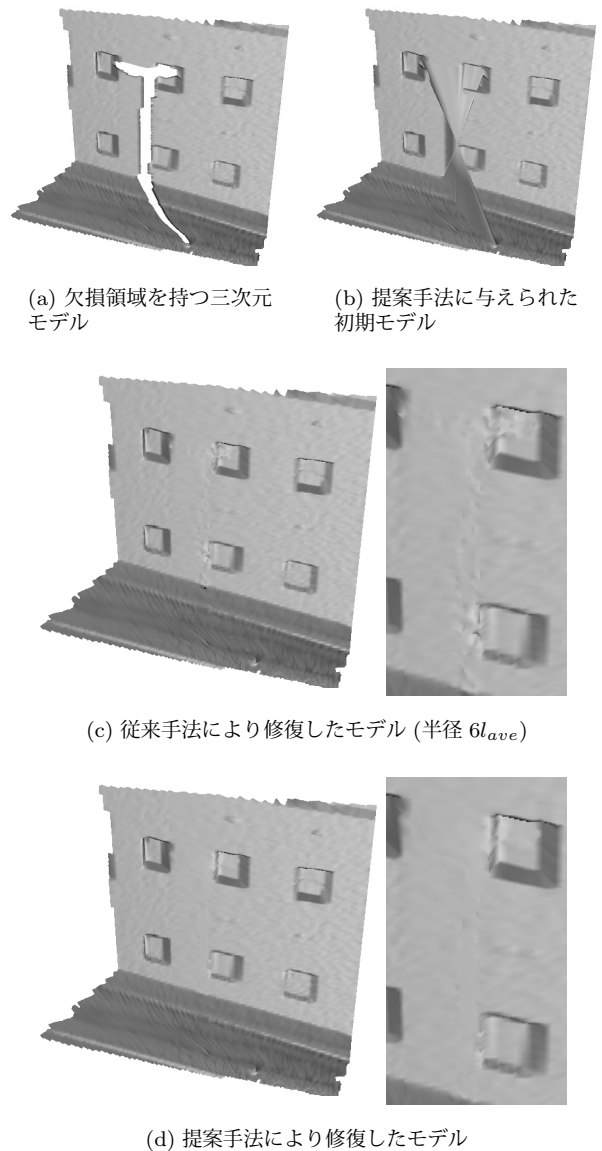 (a) 欠損領域を持つ三次元
モデル
(b) 提案手法に与えられた
初期モデル
(c) 従来手法により修復したモデル (半径 6l_{ave})
(d) 提案手法により修復したモデル